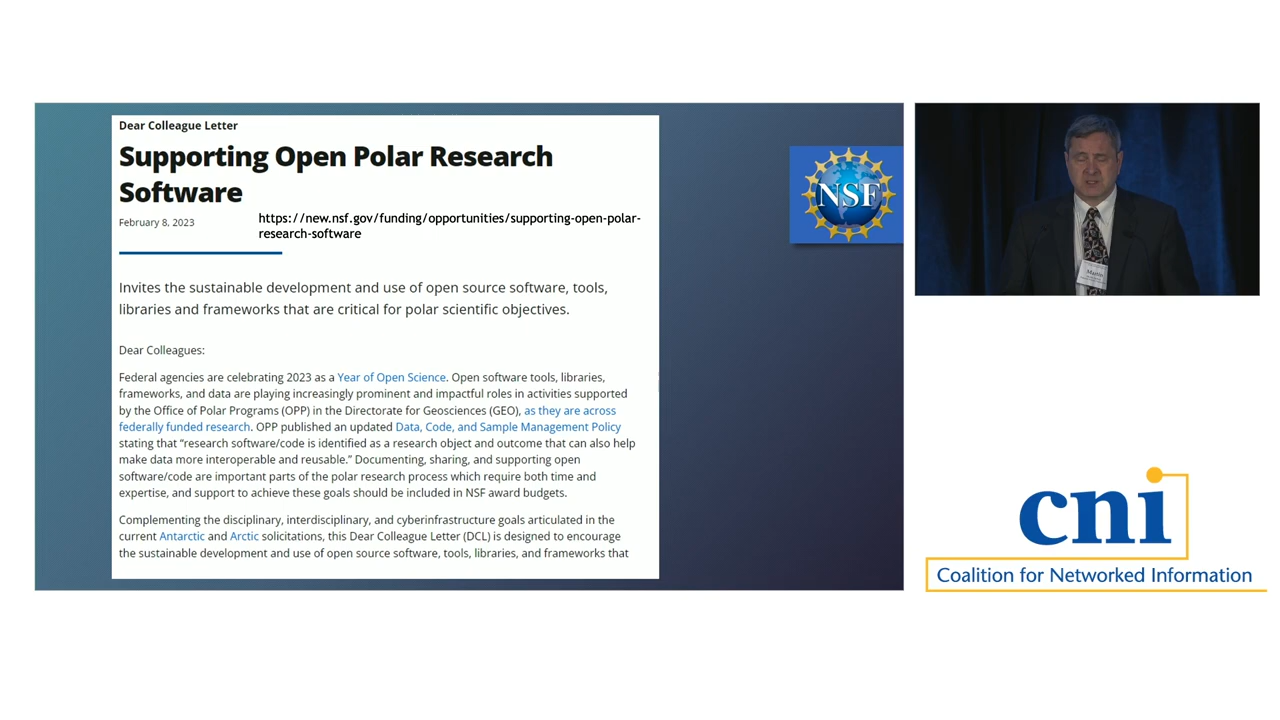 Dear Colleague Letter
Supporting Open Polar Research
Software
February 8, 2023
https://new.nsf.gov/funding/opportunities/supporting-open-polar-
research-software
Invites the sustainable development and use of open source software, tools,
libraries and frameworks that are critical for polar scientific objectives.
Dear Colleagues:
Federal agencies are celebrating 2023 as a Year of Open Science. Open software tools, libraries,
frameworks, and data are playing increasingly prominent and impactful roles in activities supported
by the Office of Polar Programs (OPP) in the Directorate for Geosciences (GEO), as they are across
federally funded research. OPP published an updated Data, Code, and Sample Management Policy
stating that “research software/code is identified as a research object and outcome that can also help
make data more interoperable and reusable.” Documenting, sharing, and supporting open
software/code are important parts of the polar research process which require both time and
expertise, and support to achieve these goals should be included in NSF award budgets.
Complementing the disciplinary, interdisciplinary, and cyberinfrastructure goals articulated in the
current Antarctic and Arctic solicitations, this Dear Colleague Letter (DCL) is designed to encourage
the sustainable development and use of open source software, tools, libraries, and frameworks that
NSF
cni
Coalition for Networked Information